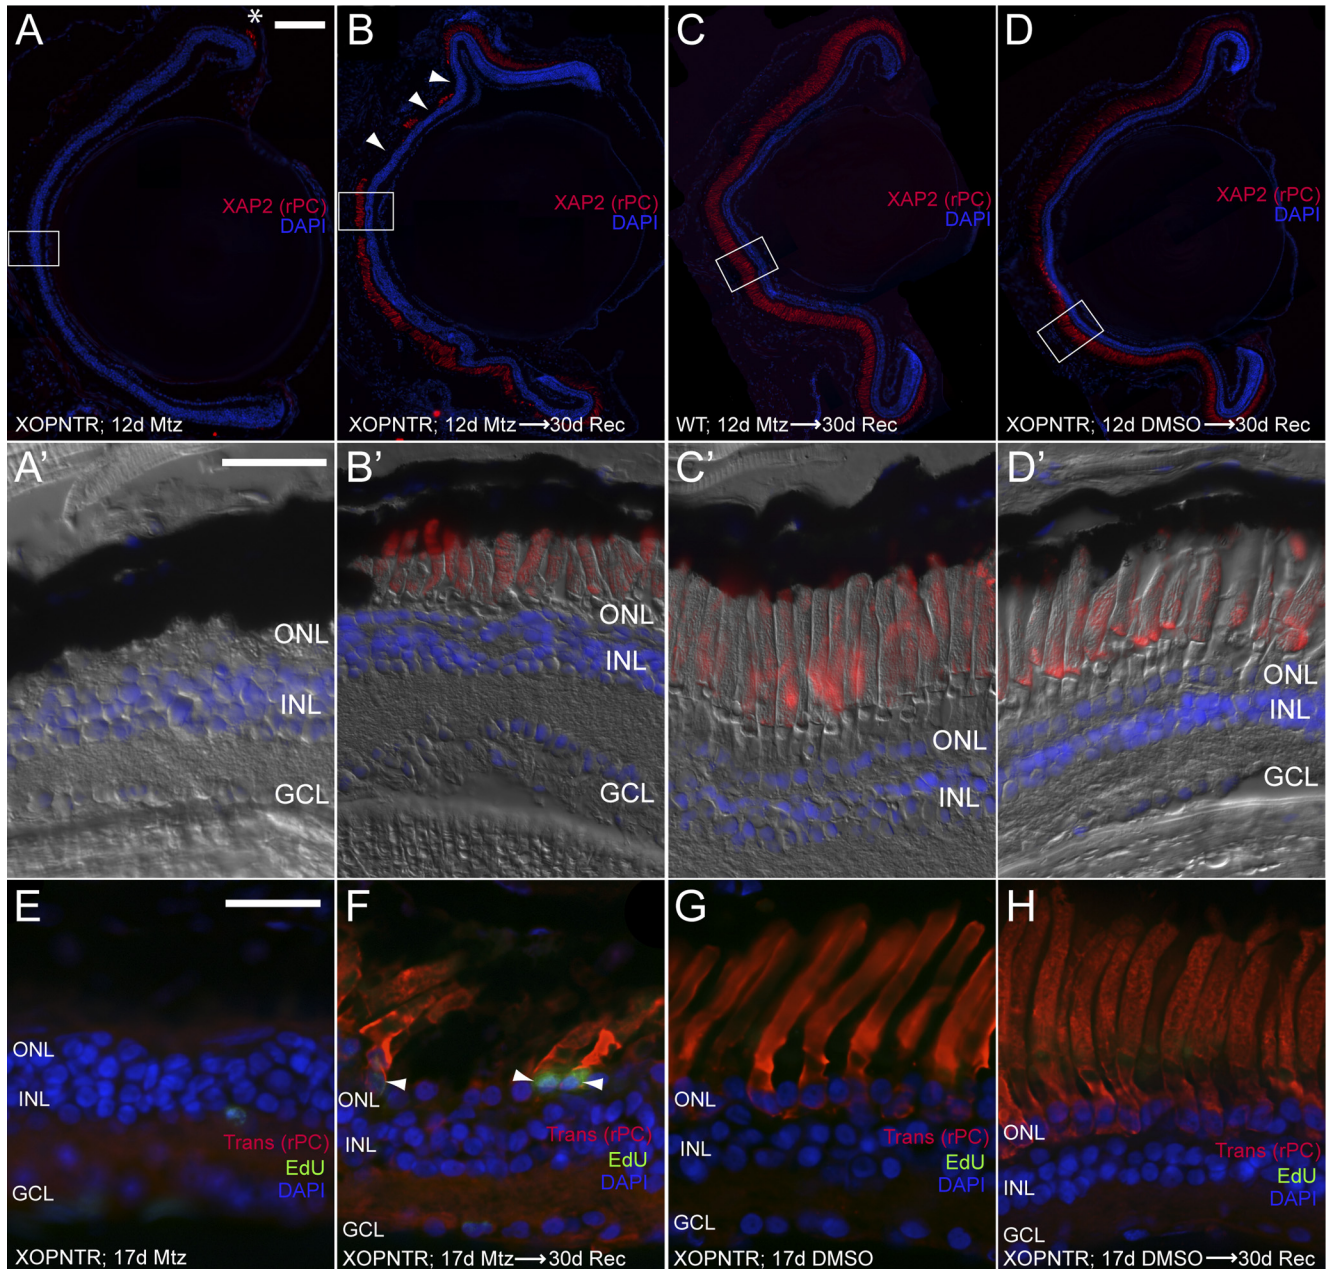 A
*
XAP2 (rPC)
DAPI
XOPNTR; 12d Mtz
B
XAP2 (rPC)
DAPI
XOPNTR; 12d Mtz ⟶ 30d Rec
C
XAP2 (rPC)
DAPI
WT; 12d Mtz ⟶ 30d Rec
D
XAP2 (rPC)
DAPI
XOPNTR; 12d DMSO ⟶ 30d Rec
A'
ONL
INL
GCL
B'
ONL
INL
GCL
C'
ONL
INL
D'
ONL
INL
GCL
E
ONL
INL
Trans (rPC)
EdU
DAPI
GCL
XOPNTR; 17d Mtz
F
ONL
INL
Trans (rPC)
EdU
DAPI
GCL
XOPNTR; 17d Mtz ⟶ 30d Rec
G
ONL
INL
Trans (rPC)
EdU
DAPI
GCL
XOPNTR; 17d DMSO
H
ONL
Trans (rPC)
EdU
INL
DAPI
GCL
XOPNTR; 17d DMSO ⟶ 30d Rec